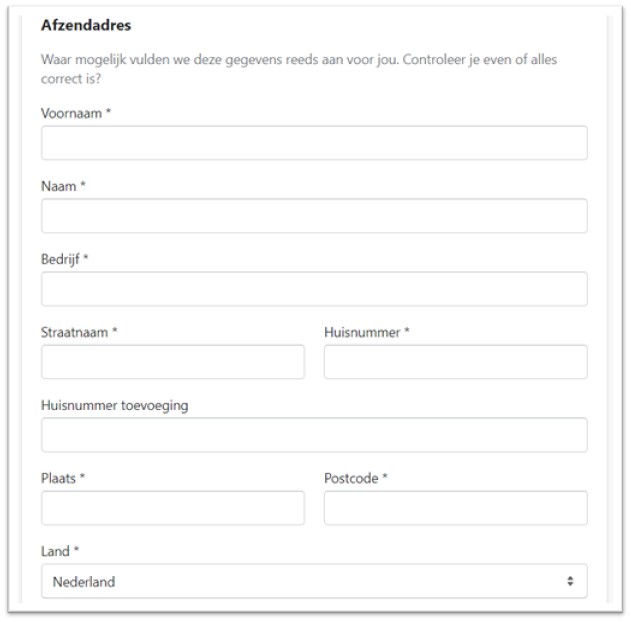 Afzendadres
Waar mogelijk vulden we deze gegevens reeds aan voor jou. Controleer je even of alles
correct is?
Voornaam *
Naam *
Bedrijf *
Straatnaam * Huisnummer *
Huisnummer toevoeging
Plaats * Postcode *
Land *
Nederland